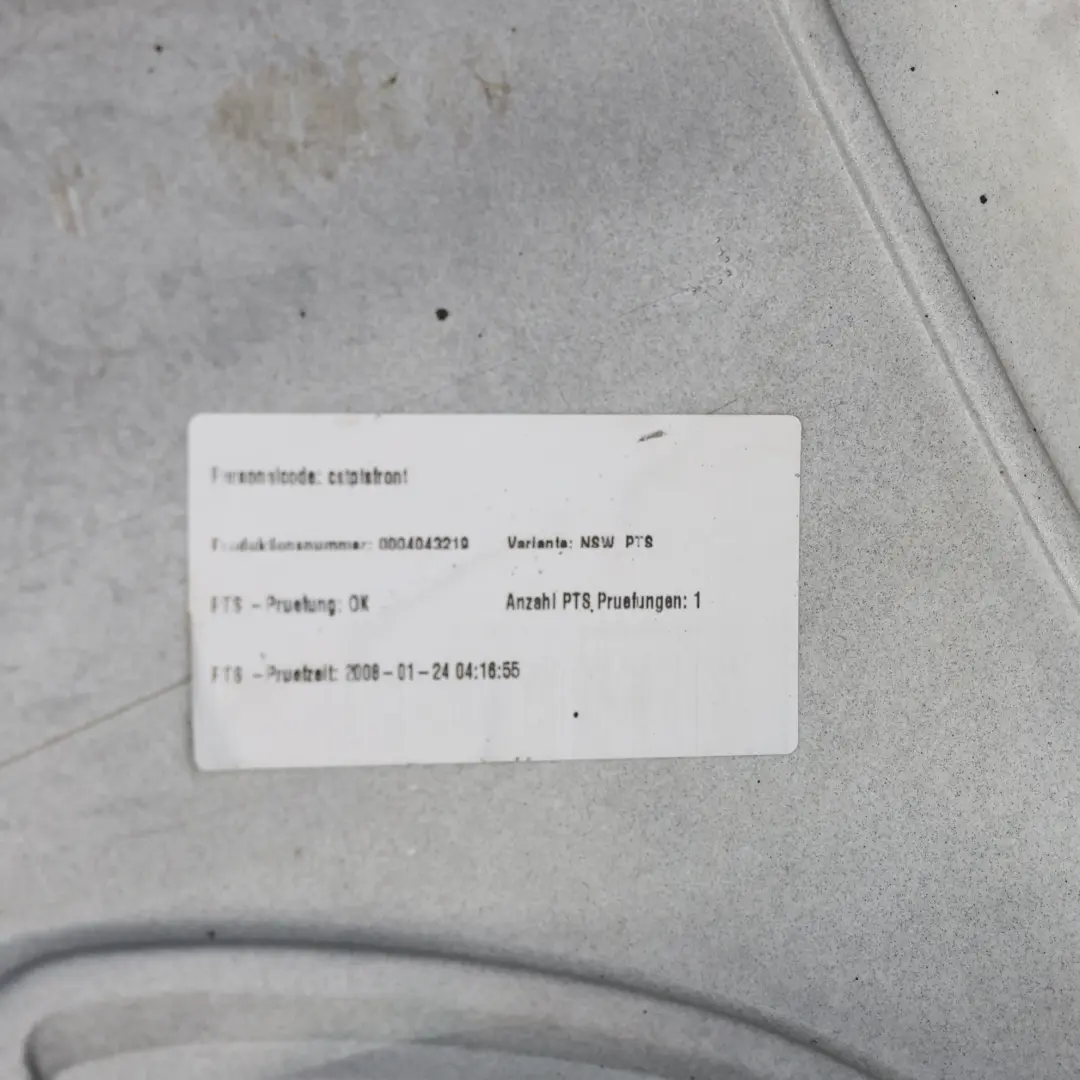 Personalcode: cstptsfront
Produktionsnummer: 0004043219 Variante: NSW PTS
PTS - Pruefung: OK Anzahl PTS Pruefungen: 1
PTS - Pruefzeit: 2008-01-24 04:16:55